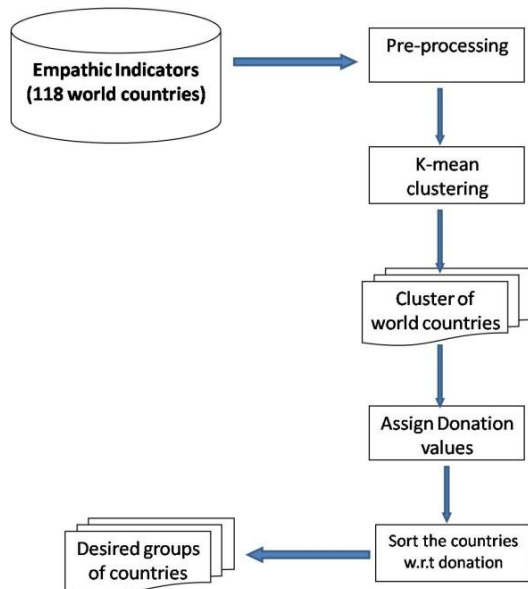 Empathic Indicators
(118 world countries)
Pre-processing
K-mean
clustering
Cluster of
world countries
Assign Donation
values
Sort the countries
w.r.t donation
Desired groups
of countries